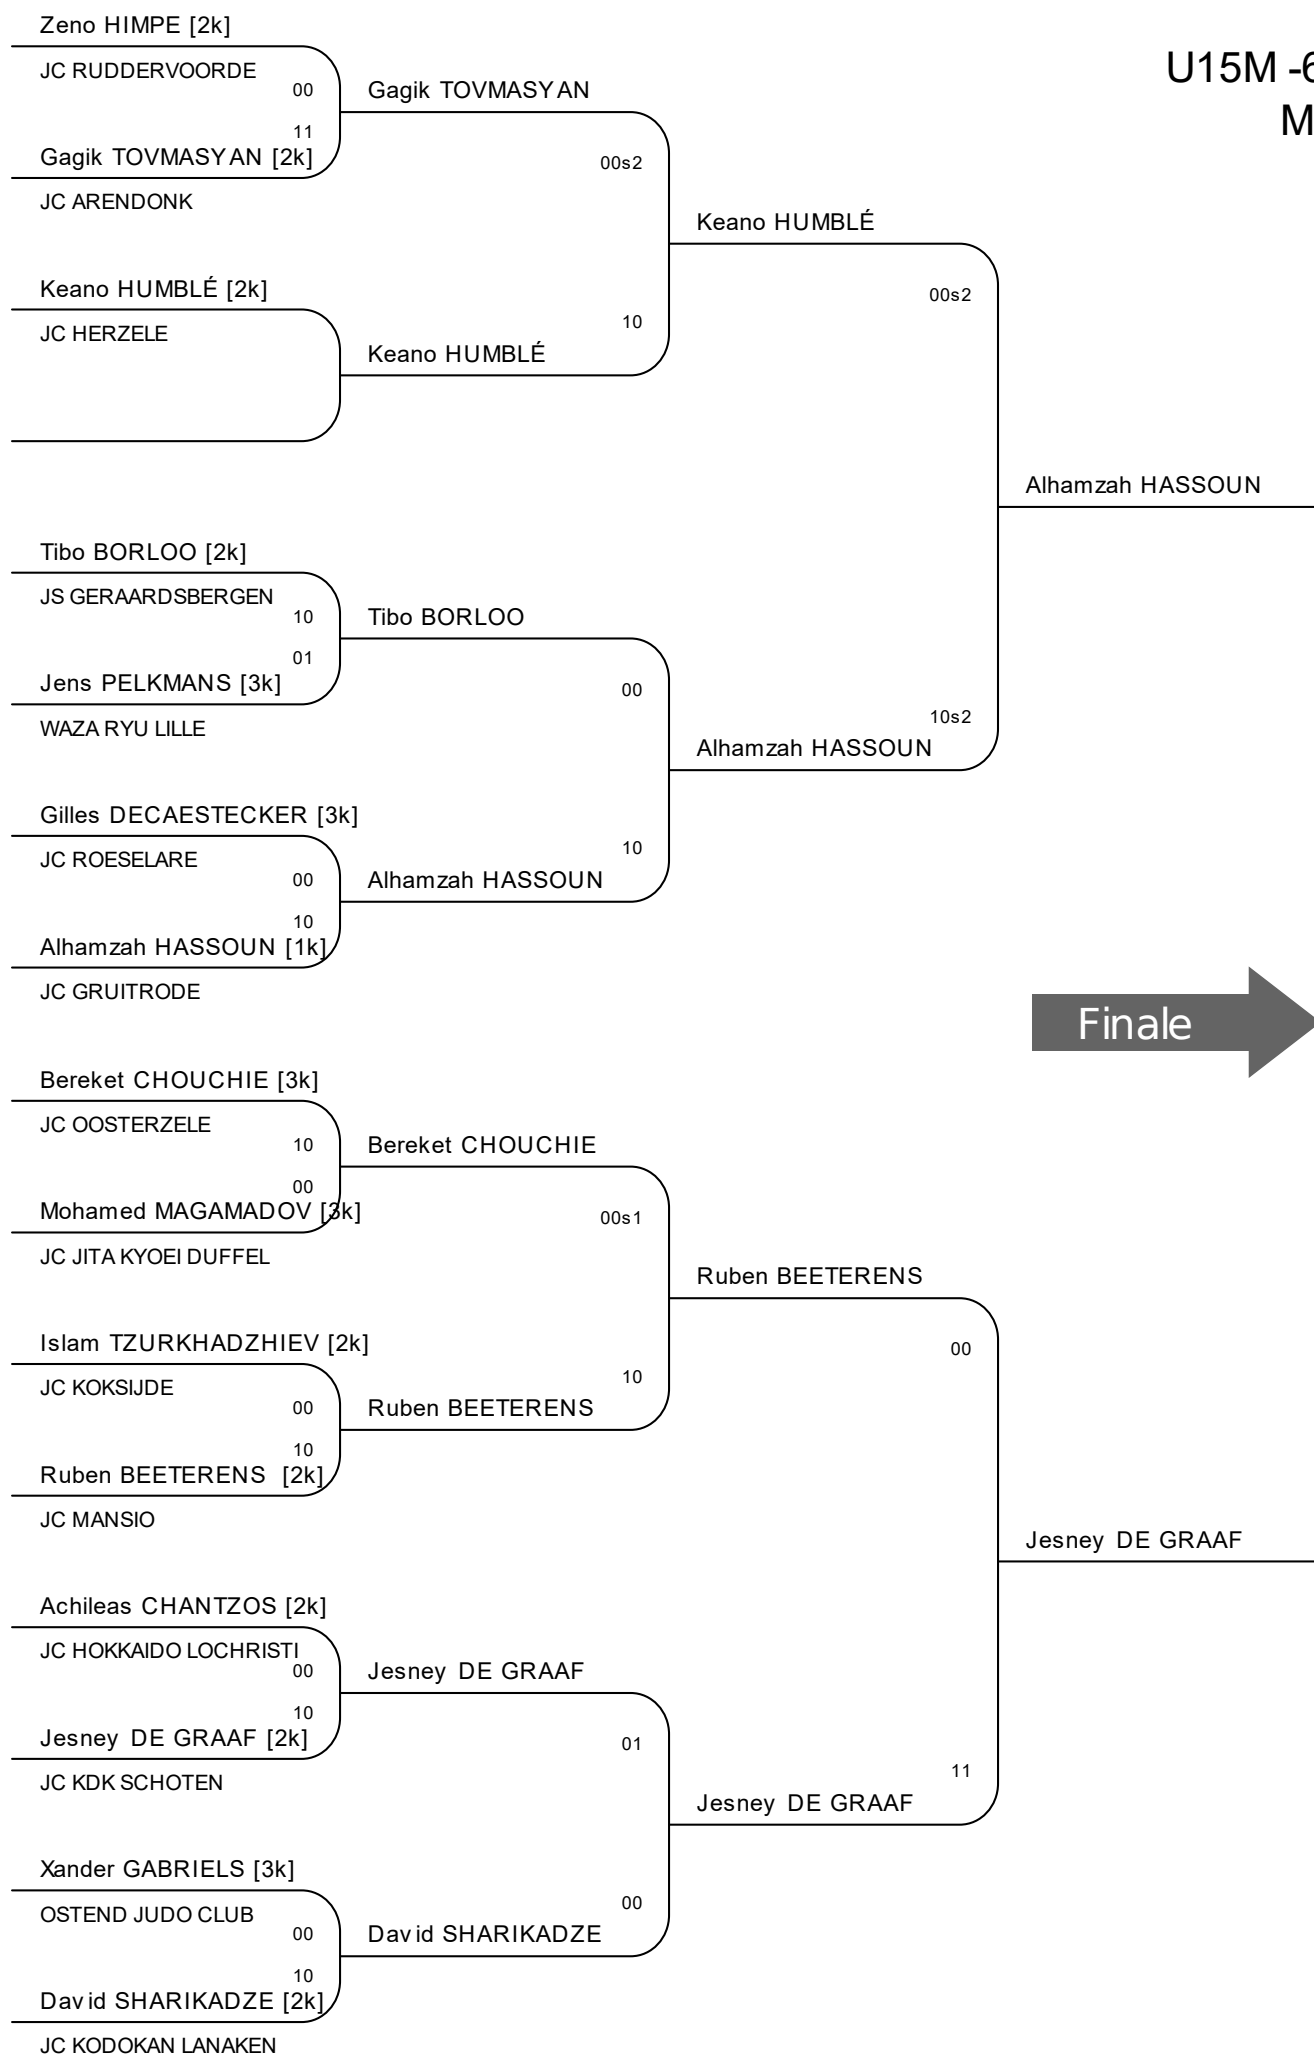 Zeno HIMPE [2k]
JC RUDDERVOORDE
00
11
Gagik TOVMASYAN [2k]
JC ARENDONK
Keano HUMBLÉ [2k]
JC HERZELE
Tibo BORLOO [2k]
JS GERAARDSBERGEN
10
01
Jens PELKMANS [3k]
WAZA RYU LILLE
Gilles DECAESTECKER [3k]
JC ROESELARE
00
10
Alhamzah HASSOUN [1k]
JC GRUITRODE
Bereket CHOUCHIE [3k]
JC OOSTERZELE
10
00
Mohamed MAGAMADOV [3k]
JC JITA KYOEI DUFFEL
Islam TZURKHADZHIEV [2k]
JC KOKSIJDE
00
10
Ruben BEETERENS [2k]
JC MANSIO
Achileas CHANTZOS [2k]
JC HOKKAIDO LOCHRISTI
00
10
Jesney DE GRAAF [2k]
JC KDK SCHOTEN
Xander GABRIELS [3k]
OSTEND JUDO CLUB
00
10
David SHARIKADZE [2k]
JC KODOKAN LANAKEN
Gagik TOVMASYAN
00s2
10
Keano HUMBLÉ
Tibo BORLOO
00
10
Alhamzah HASSOUN
Bereket CHOUCHIE
00s1
10
Ruben BEETERENS
Jesney DE GRAAF
01
00
David SHARIKADZE
Keano HUMBLÉ
00s2
10s2
Alhamzah HASSOUN
Ruben BEETERENS
00
11
Jesney DE GRAAF
U15M -6
M
Alhamzah HASSOUN
Finale
Jesney DE GRAAF